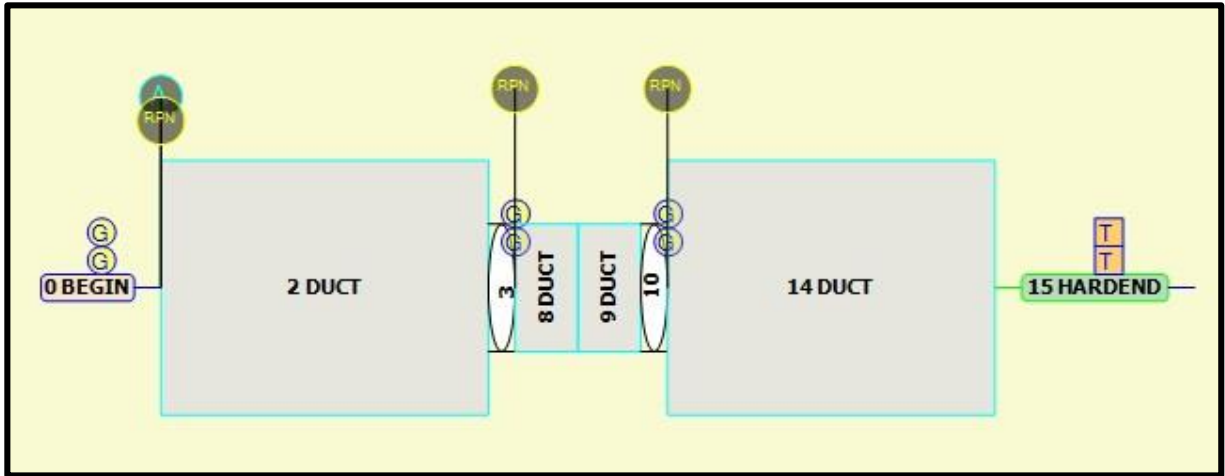 A
RPN
RPN
RPN
G
G
G
G
G
G
T
T
0 BEGIN
2 DUCT
3
8 DUCT
9 DUCT
10
14 DUCT
15 HARDEND